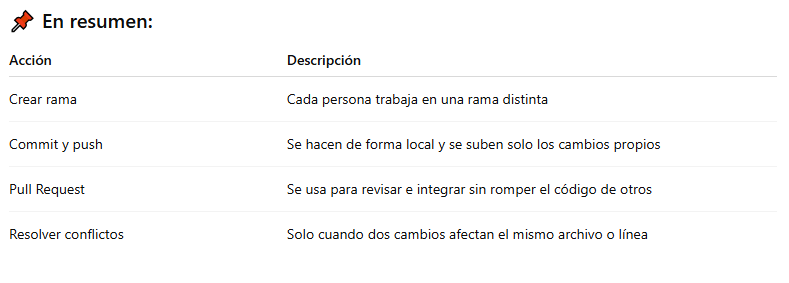 📌 En resumen:
Acción Descripción
Crear rama Cada persona trabaja en una rama distinta
Commit y push Se hacen de forma local y se suben solo los cambios propios
Pull Request Se usa para revisar e integrar sin romper el código de otros
Resolver conflictos Solo cuando dos cambios afectan el mismo archivo o línea